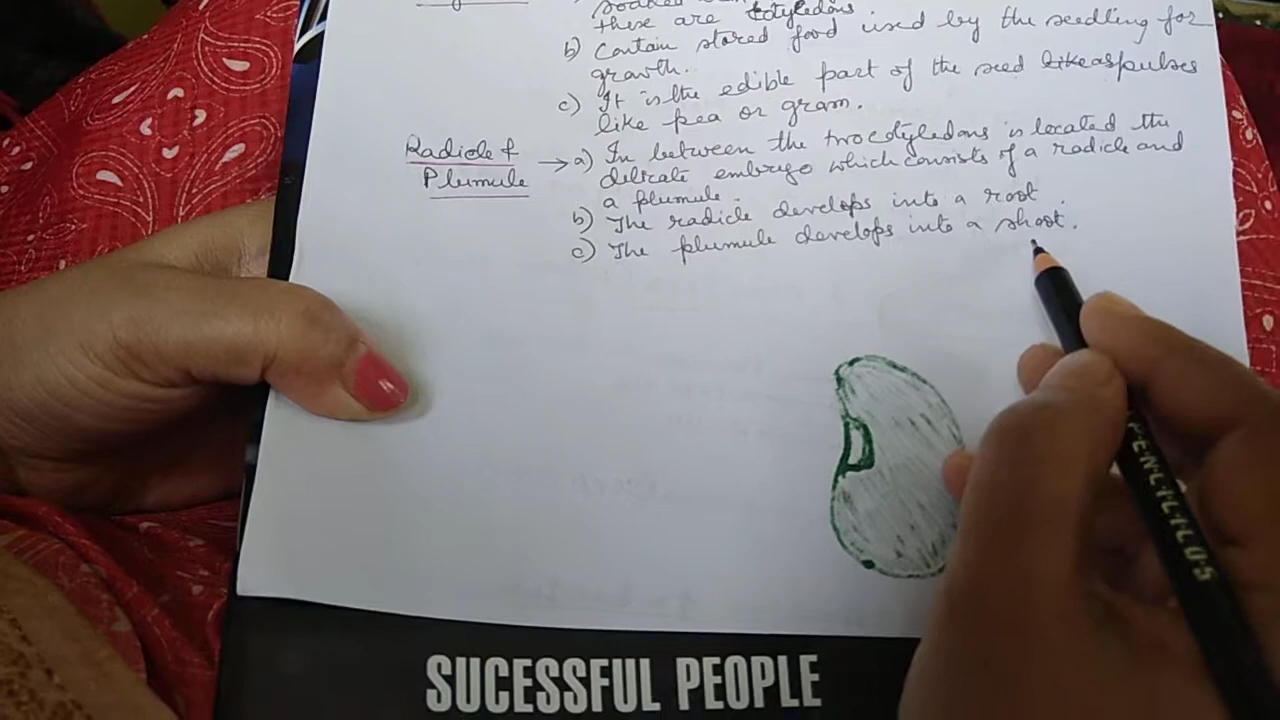 these are cotyledons
b) Contain stored food used by the seedling for
growth.
c) It is the edible part of the seed like as pulses
like pea or gram.
Radicle & Plumule → a) In between the two cotyledons is located the
delicate embryo which consists of a radicle and
a plumule.
b) The radicle develops into a root.
c) The plumule develops into a shoot.
SUCESSFUL PEOPLE